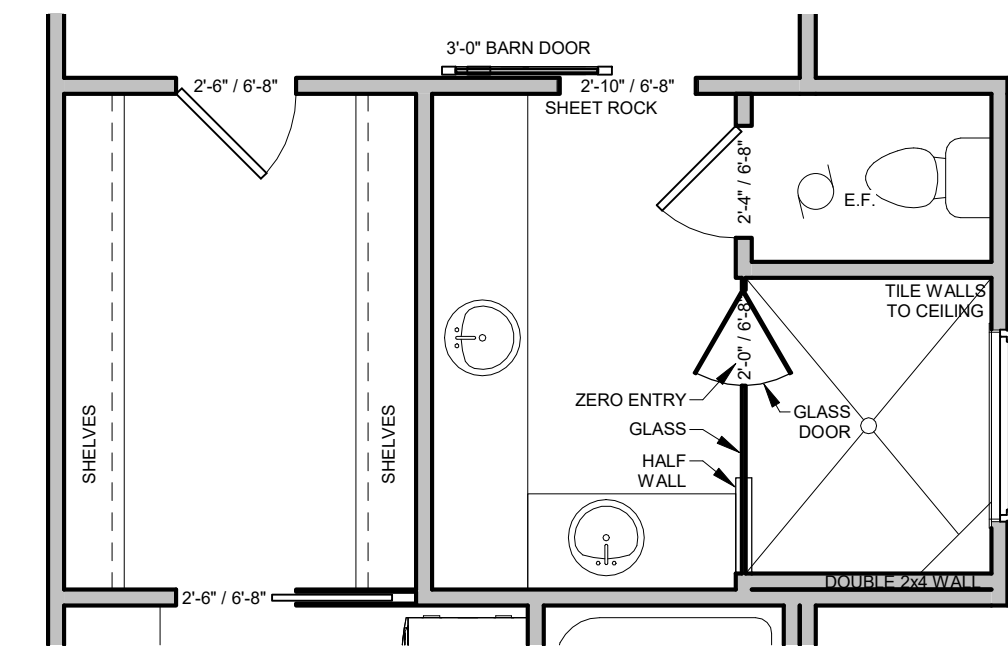 3'-0" BARN DOOR
2'-6" / 6'-8"
2'-10" / 6'-8"
SHEET ROCK
2'-4" / 6'-8"
E.F.
TILE WALLS
TO CEILING
2'-0" / 6'-8"
ZERO ENTRY
GLASS
DOOR
GLASS
HALF
WALL
SHELVES
SHELVES
DOUBLE 2x4 WALL
2'-6" / 6'-8"